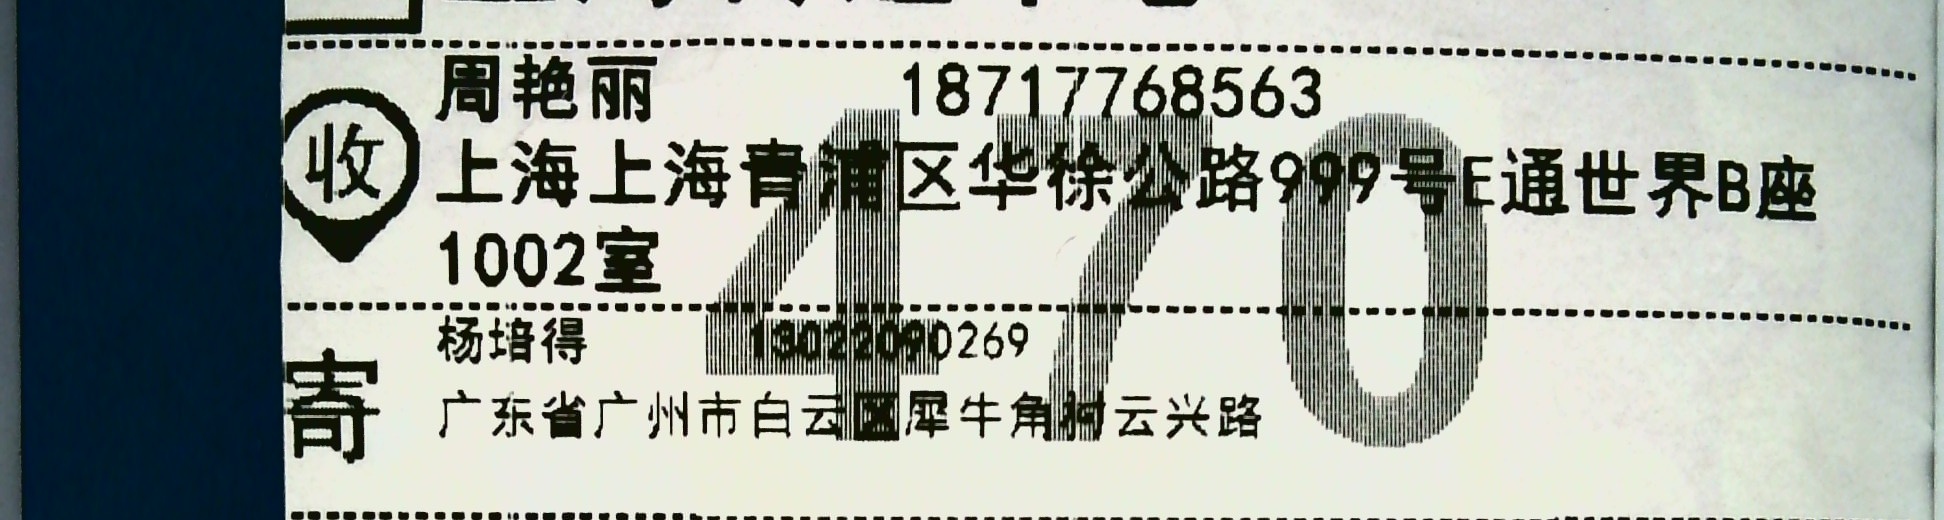 收
周艳丽 18717768563
上海上海青浦区华徐公路999号E通世界B座
1002室
470
寄
杨培得 13022090269
广东省广州市白云区犀牛角村云兴路